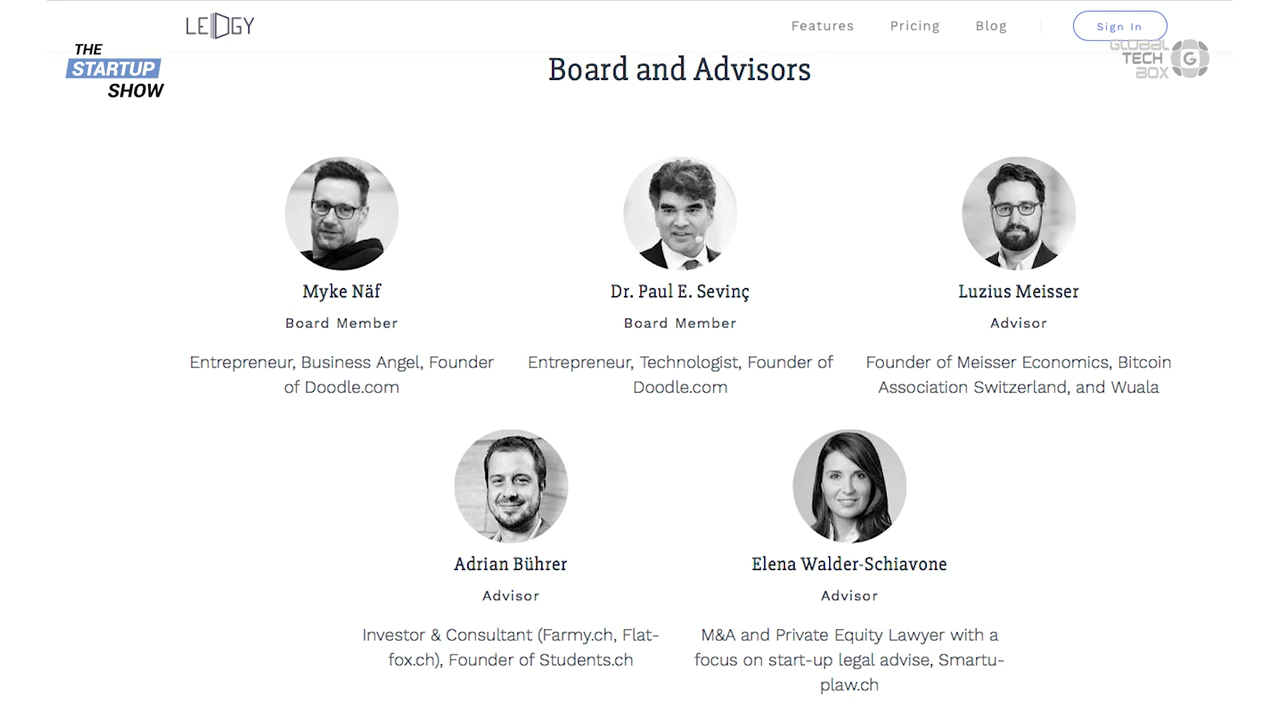 LEDGY
Features
Pricing
Blog
Sign In
THE
STARTUP
SHOW
GLOBAL
TECH
BOX
G
Board and Advisors
Myke Näf
Board Member
Entrepreneur, Business Angel, Founder
of Doodle.com
Dr. Paul E. Sevinç
Board Member
Entrepreneur, Technologist, Founder of
Doodle.com
Luzius Meisser
Advisor
Founder of Meisser Economics, Bitcoin
Association Switzerland, and Wuala
Adrian Bührer
Advisor
Investor & Consultant (Farmy.ch, Flat-
fox.ch), Founder of Students.ch
Elena Walder-Schiavone
Advisor
M&A and Private Equity Lawyer with a
focus on start-up legal advise, Smartu-
plaw.ch